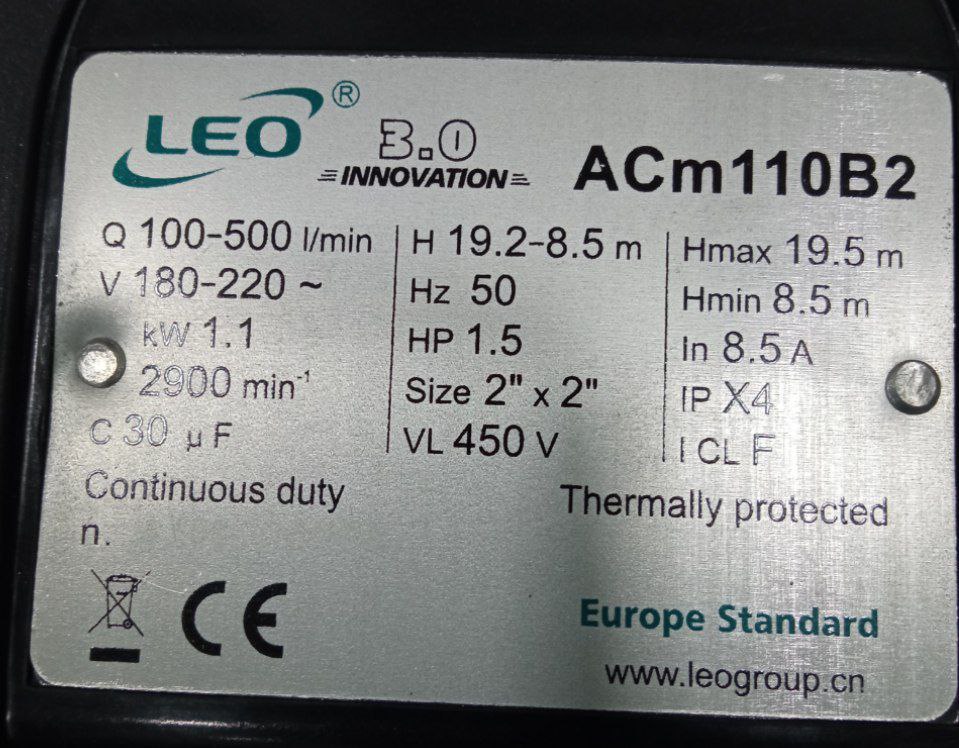 LEO ®
3.0
INNOVATION
ACm110B2
Q 100-500 l/min
V 180-220 ~
kW 1.1
2900 min⁻¹
C 30 µF
H 19.2-8.5 m
Hz 50
HP 1.5
Size 2" x 2"
VL 450 V
Hmax 19.5 m
Hmin 8.5 m
In 8.5 A
IP X4
I CL F
Continuous duty
Thermally protected
n.
CE
Europe Standard
www.leogroup.cn